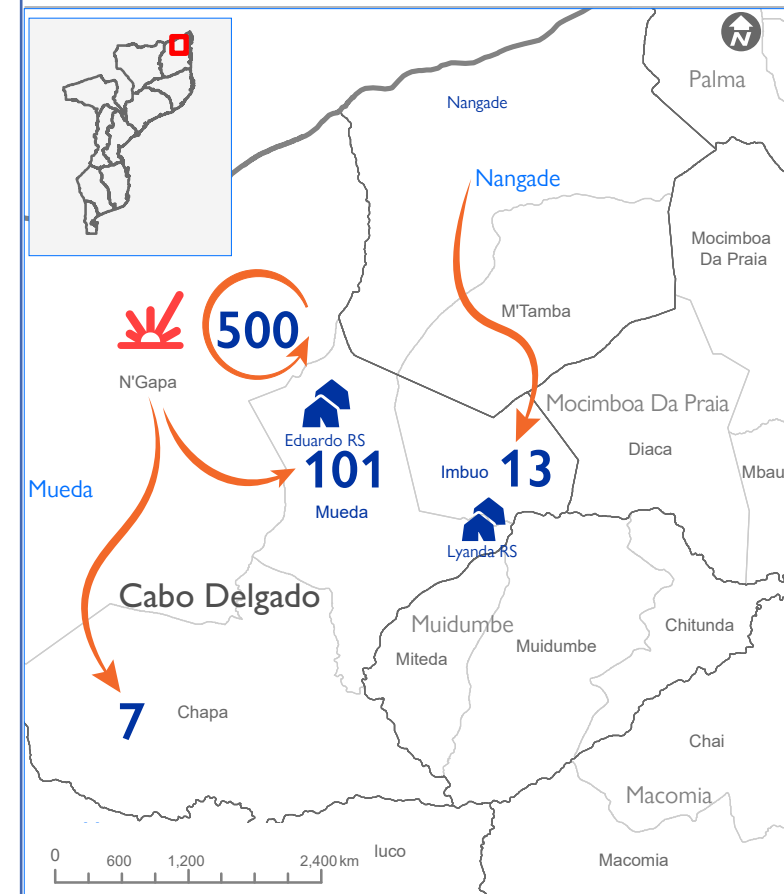 N
Palma
Nangade
Nangade
Mocimboa
Da Praia
M'Tamba
500
N'Gapa
Mocimboa Da Praia
Eduardo RS
101
Imbuo
13
Diaca
Mbau
Mueda
Mueda
Lyanda RS
Cabo Delgado
Muidumbe
Chitunda
Muidumbe
Miteda
7
Chapa
Chai
Macomia
0
600
1,200
2,400 km
Iuco
Macomia